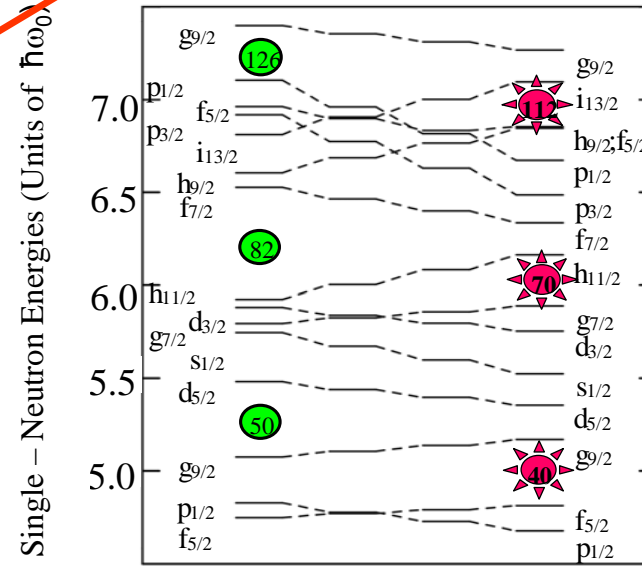 Single – Neutron Energies (Units of ħω0)
7.0
6.5
6.0
5.5
5.0
g9/2
p1/2
f5/2
p3/2
i13/2
h9/2
f7/2
h11/2
d3/2
g7/2
s1/2
d5/2
g9/2
p1/2
f5/2
126
82
50
112
70
40
g9/2
i13/2
h9/2;f5/2
p1/2
p3/2
f7/2
h11/2
g7/2
d3/2
s1/2
d5/2
g9/2
f5/2
p1/2